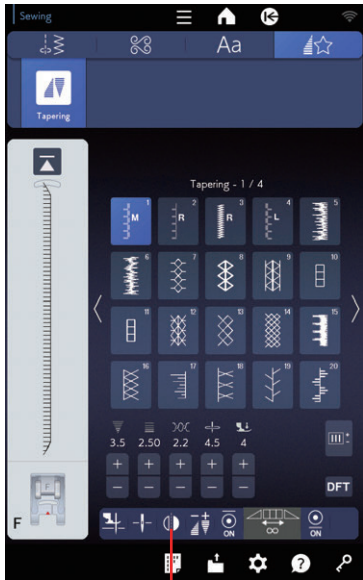 Sewing
Aa
Tapering
Tapering - 1 / 4
1 M
2 R
3 R
4 L
5
6
7
8
9
10
11
12
13
14
15
16
17
18
19
20
3.5 2.50 2.2 4.5 4
+ + + + +
− − − − −
DFT
F
ON
∞
ON
?